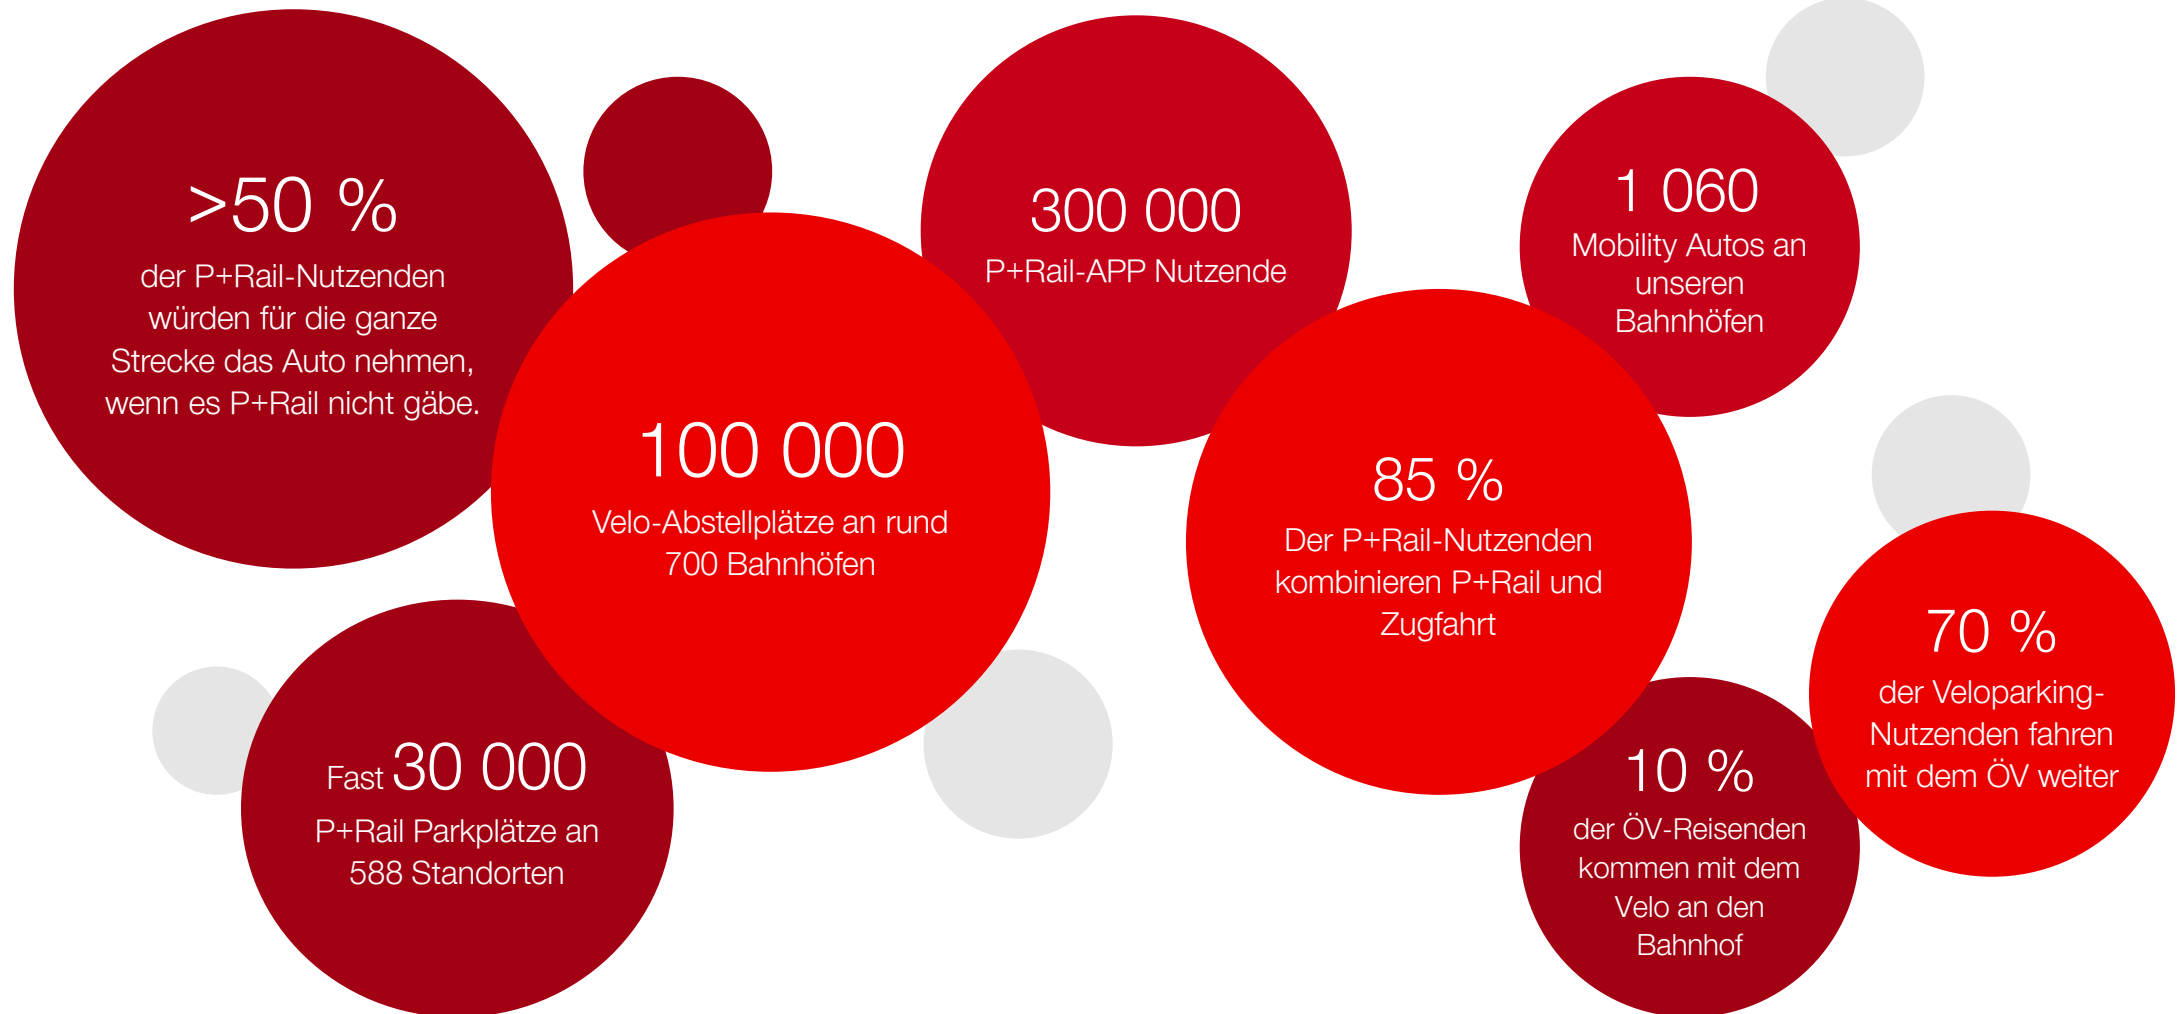 >50 %
der P+Rail-Nutzenden
würden für die ganze
Strecke das Auto nehmen,
wenn es P+Rail nicht gäbe.
100 000
Velo-Abstellplätze an rund
700 Bahnhöfen
Fast 30 000
P+Rail Parkplätze an
588 Standorten
300 000
P+Rail-APP Nutzende
85 %
Der P+Rail-Nutzenden
kombinieren P+Rail und
Zugfahrt
1 060
Mobility Autos an
unseren
Bahnhöfen
10 %
der ÖV-Reisenden
kommen mit dem
Velo an den
Bahnhof
70 %
der Veloparking-
Nutzenden fahren
mit dem ÖV weiter